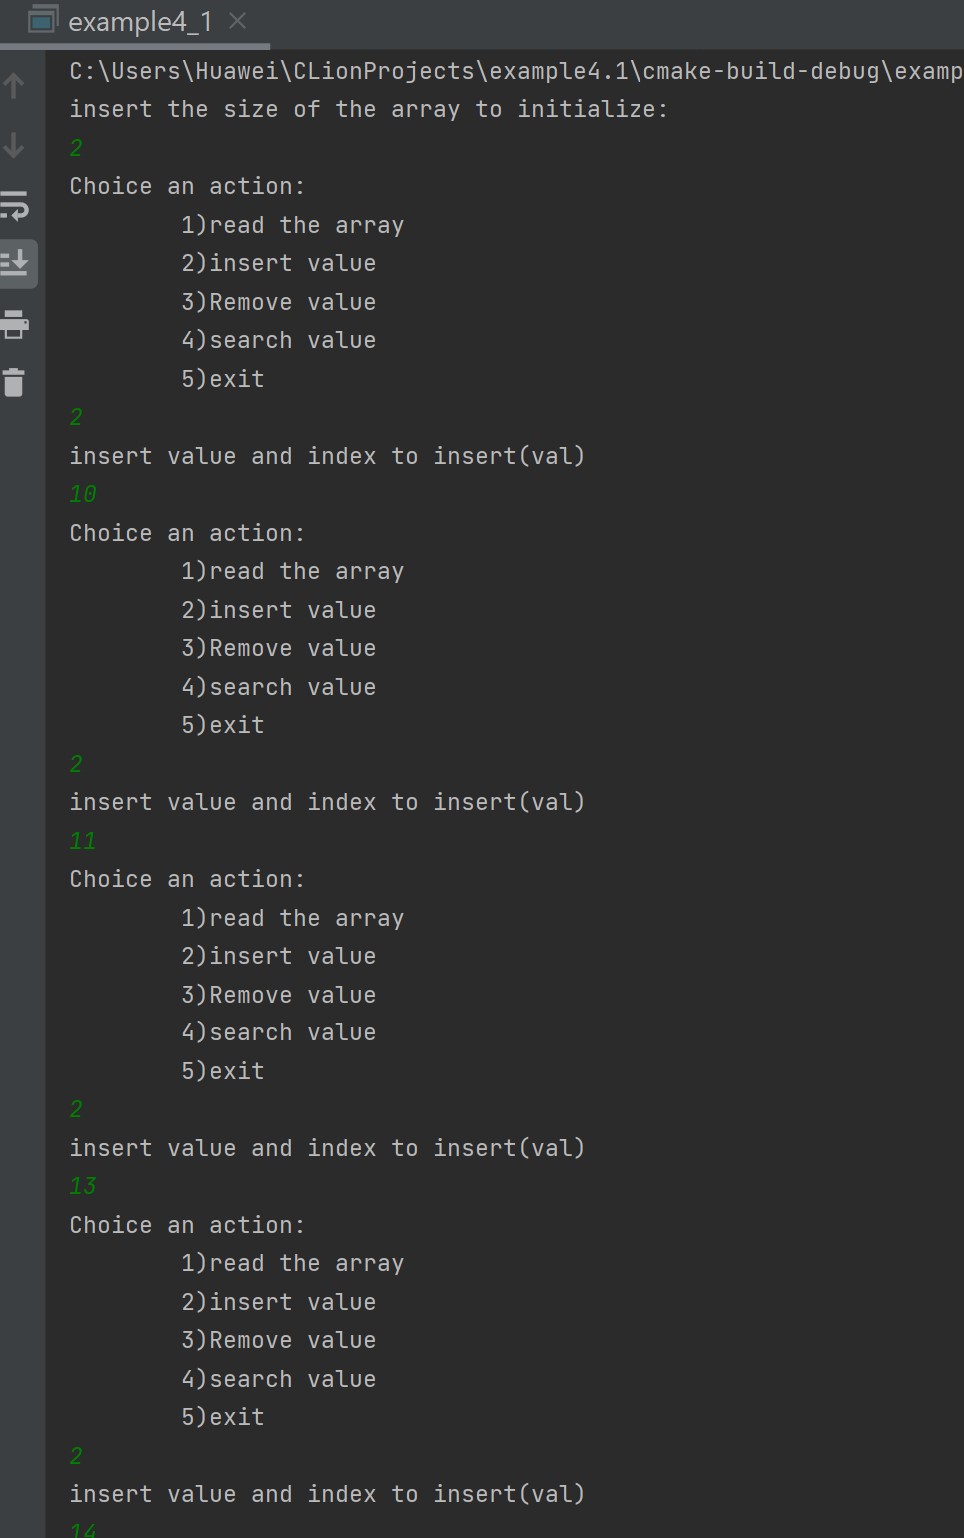 example4_1
C:\Users\Huawei\CLionProjects\example4.1\cmake-build-debug\examp
insert the size of the array to initialize:
2
Choice an action:
1)read the array
2)insert value
3)Remove value
4)search value
5)exit
2
insert value and index to insert(val)
10
Choice an action:
1)read the array
2)insert value
3)Remove value
4)search value
5)exit
2
insert value and index to insert(val)
11
Choice an action:
1)read the array
2)insert value
3)Remove value
4)search value
5)exit
2
insert value and index to insert(val)
13
Choice an action:
1)read the array
2)insert value
3)Remove value
4)search value
5)exit
2
insert value and index to insert(val)
14